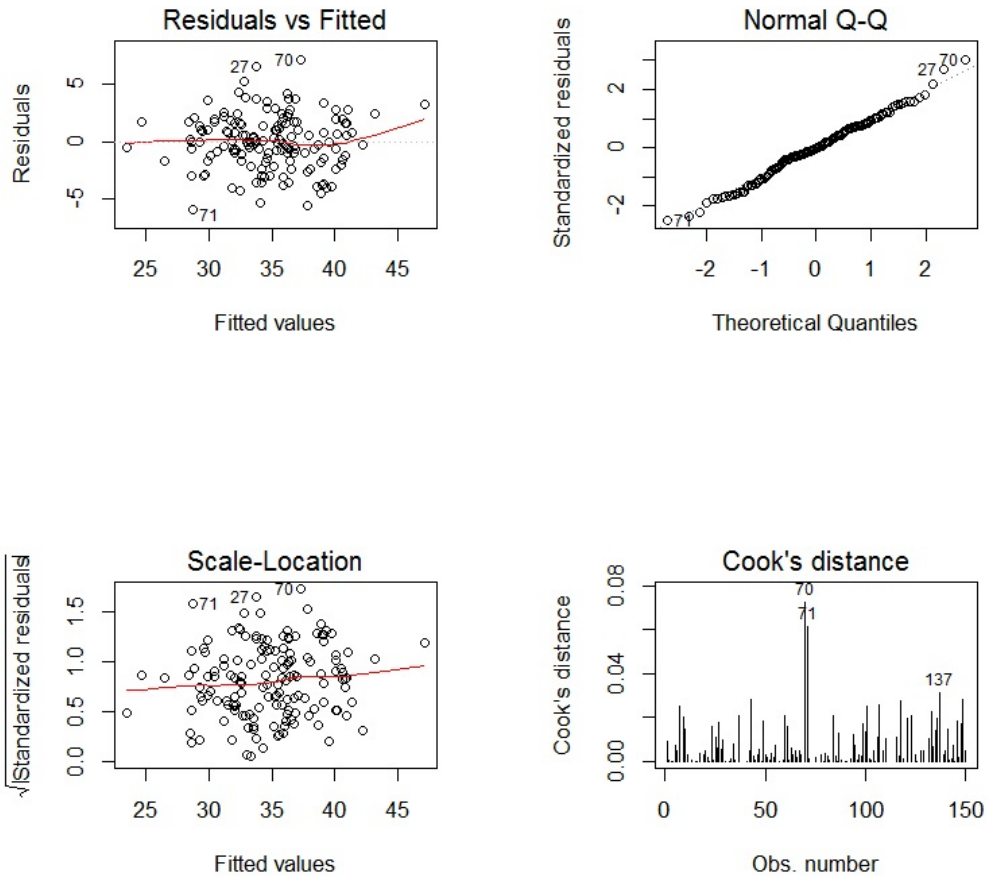 Residuals vs Fitted
Residuals
5
0
-5
27
70
71
25 30 35 40 45
Fitted values
Normal Q-Q
Standardized residuals
2
0
-2
27
70
71
-2 -1 0 1 2
Theoretical Quantiles
Scale-Location
√|Standardized residuals|
1.5
1.0
0.5
0.0
71
27
70
25 30 35 40 45
Fitted values
Cook's distance
Cook's distance
0.08
0.04
0.00
70
71
137
0 50 100 150
Obs. number